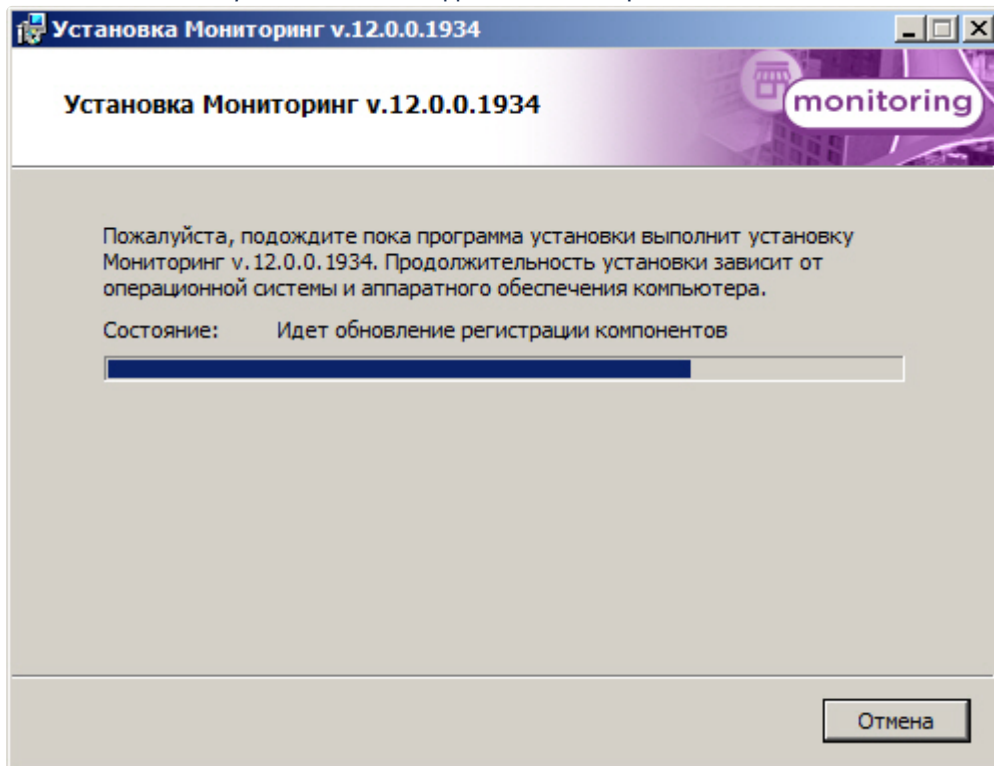 Установка Мониторинг v.12.0.0.1934
Установка Мониторинг v.12.0.0.1934
monitoring
Пожалуйста, подождите пока программа установки выполнит установку
Мониторинг v.12.0.0.1934. Продолжительность установки зависит от
операционной системы и аппаратного обеспечения компьютера.
Состояние: Идет обновление регистрации компонентов
Отмена